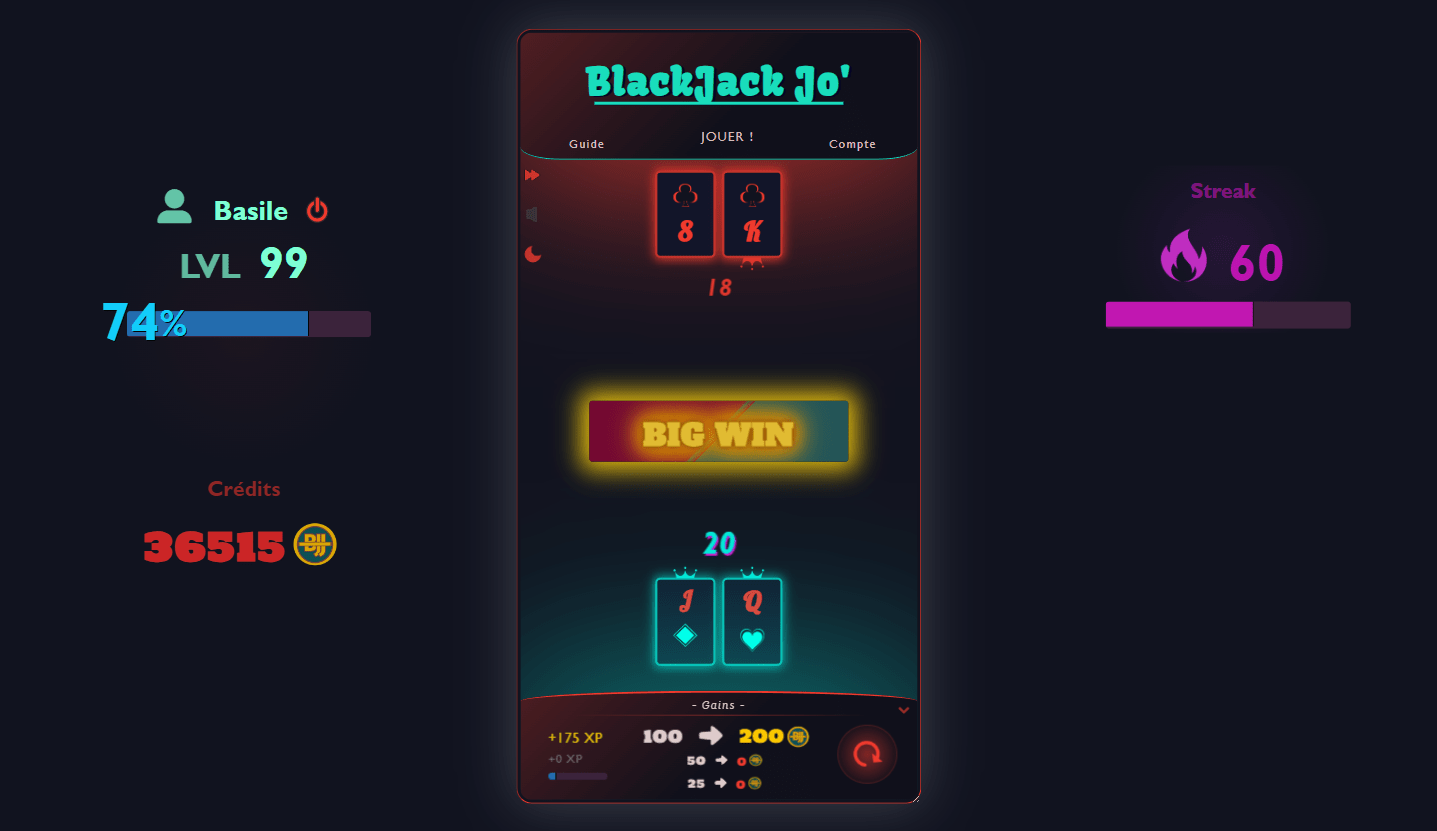 BlackJack Jo'
Guide
JOUER !
Compte
Basile
LVL 99
74%
Crédits
36515 BJJ
Streak
60
8
K
18
BIG WIN
20
J
Q
- Gains -
+175 XP
+0 XP
100 200
50 0
25 0